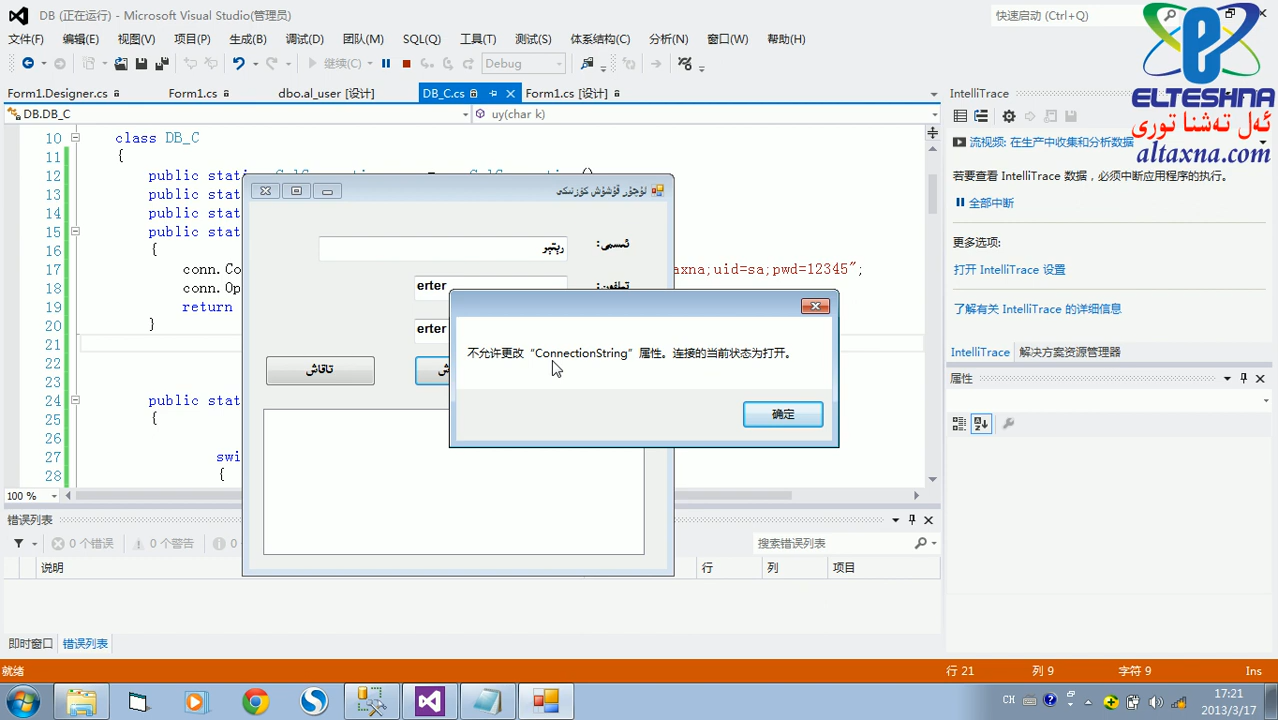 DB (正在运行) - Microsoft Visual Studio(管理员)
快速启动 (Ctrl+Q)
文件(F) 编辑(E) 视图(V) 项目(P) 生成(B) 调试(D) 团队(M) SQL(Q) 工具(T) 测试(S) 体系结构(C) 分析(N) 窗口(W) 帮助(H)
继续(C) Debug
ELTESHNA
ئەل تەشنا تورى
altaxna.com
Form1.Designer.cs Form1.cs dbo.al_user [设计] DB_C.cs Form1.cs [设计]
DB.DB_C uy(char k)
10 class DB_C
11 {
12 public stat
13 public stat
14 public stat
15 public stat
16 {
17 conn.Co axna;uid=sa;pwd=12345";
18 conn.Op
19 return
20 }
21
22
23
24 public stat
25 {
26
27 swi
28 {
100 %
ئۇچۇر قوشۇش كۆزنىكى
ئىسمى:
رېتېر
تېلفون:
erter
erter
تاقاش
ش
不允许更改“ConnectionString”属性。连接的当前状态为打开。
确定
IntelliTrace
流视频: 在生产中收集和分析数据
若要查看 IntelliTrace 数据，必须中断应用程序的执行。
全部中断
更多选项:
打开 IntelliTrace 设置
了解有关 IntelliTrace 的详细信息
IntelliTrace 解决方案资源管理器
属性
错误列表
0 个错误 0 个警告 0
搜索错误列表
说明 行 列 项目
即时窗口 错误列表
就绪 行 21 列 9 字符 9 Ins
CH 17:21
2013/3/17